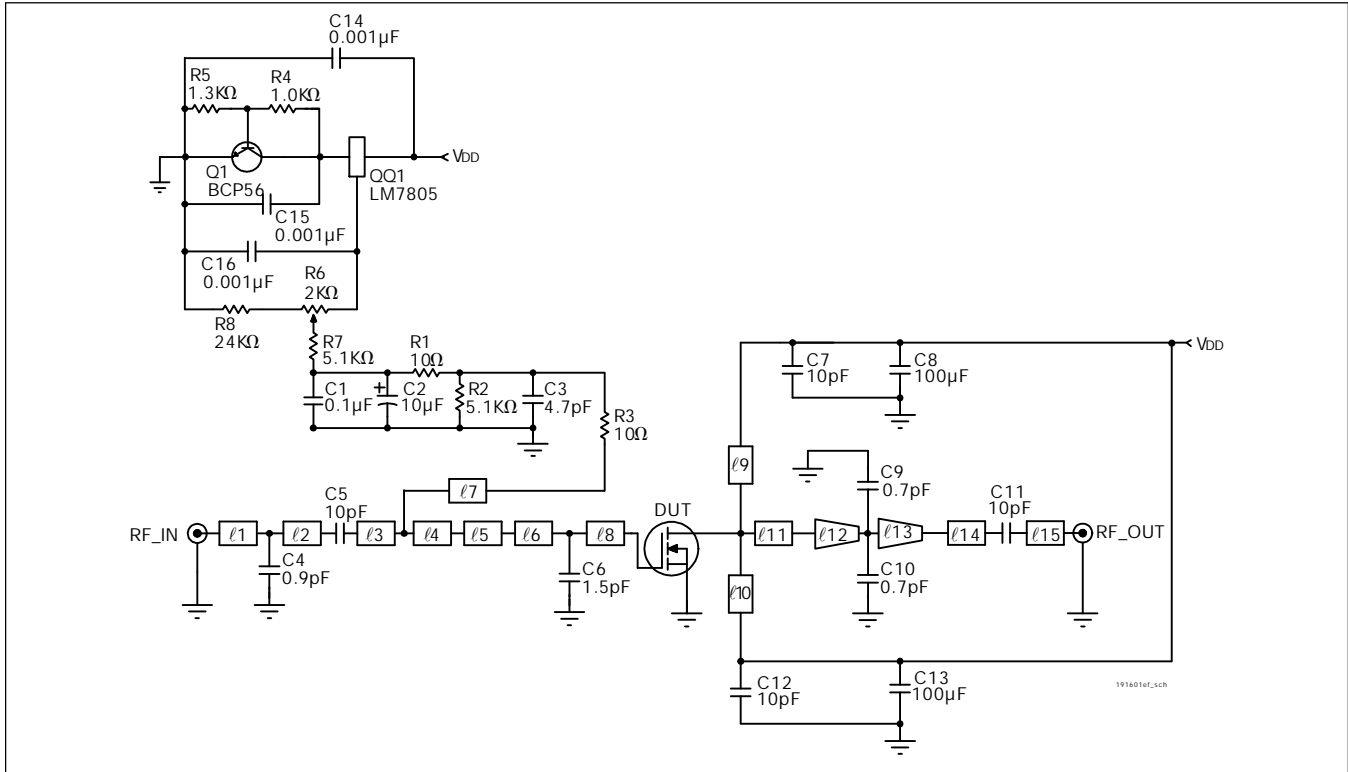 C14
0.001µF
R5
1.3KΩ
R4
1.0KΩ
VDD
Q1
BCP56
QQ1
LM7805
C15
0.001µF
C16
0.001µF
R6
2KΩ
R8
24KΩ
R7
5.1KΩ
R1
10Ω
C1
0.1µF
+
C2
10µF
R2
5.1KΩ
C3
4.7pF
R3
10Ω
VDD
C7
10pF
C8
100µF
ℓ9
ℓ7
C9
0.7pF
C5
10pF
DUT
C11
10pF
RF_IN
ℓ1
ℓ2
ℓ3
ℓ4
ℓ5
ℓ6
ℓ8
ℓ11
ℓ12
ℓ13
ℓ14
ℓ15
RF_OUT
C4
0.9pF
C6
1.5pF
ℓ10
C10
0.7pF
C12
10pF
C13
100µF
191601ef_sch